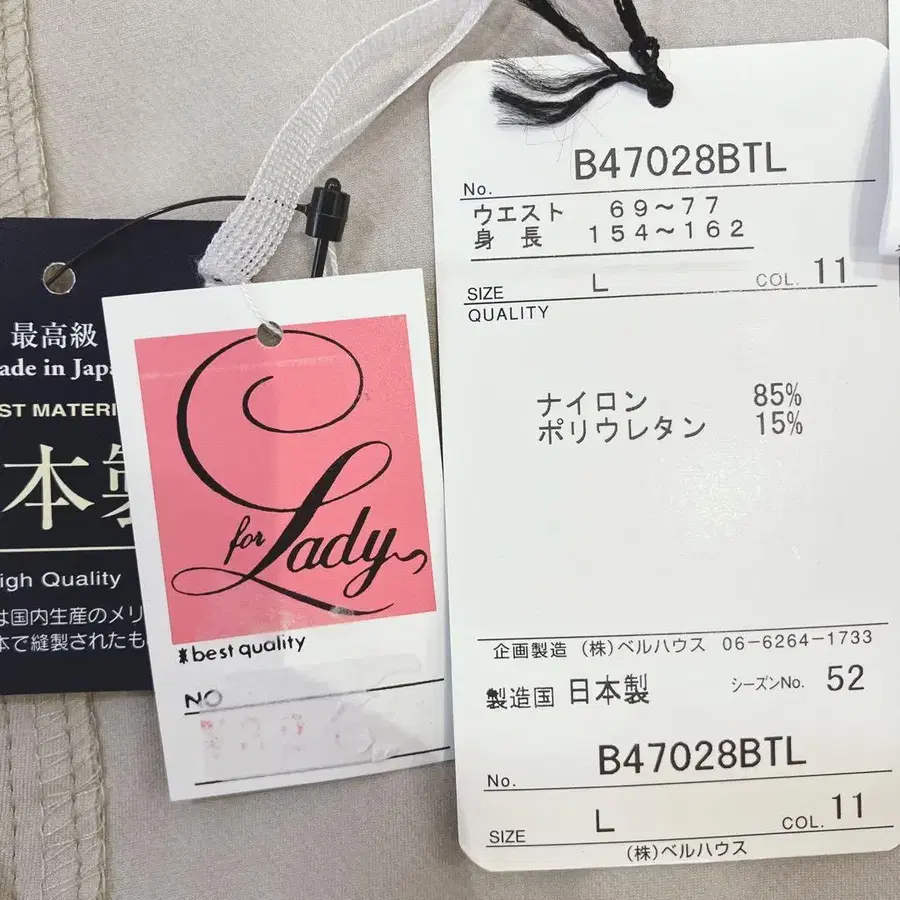 最高級
ade in Japa
ST MATERI
本製
igh Quality
は国内生産のメリ
本で縫製されたも
for Lady
*best quality
NO
No. B47028BTL
ウエスト 69〜77
身長 154〜162
SIZE L COL. 11
QUALITY
ナイロン 85%
ポリウレタン 15%
企画製造 (株)ベルハウス 06-6264-1733
製造国 日本製 シーズンNo. 52
No. B47028BTL
SIZE L COL. 11
(株)ベルハウス